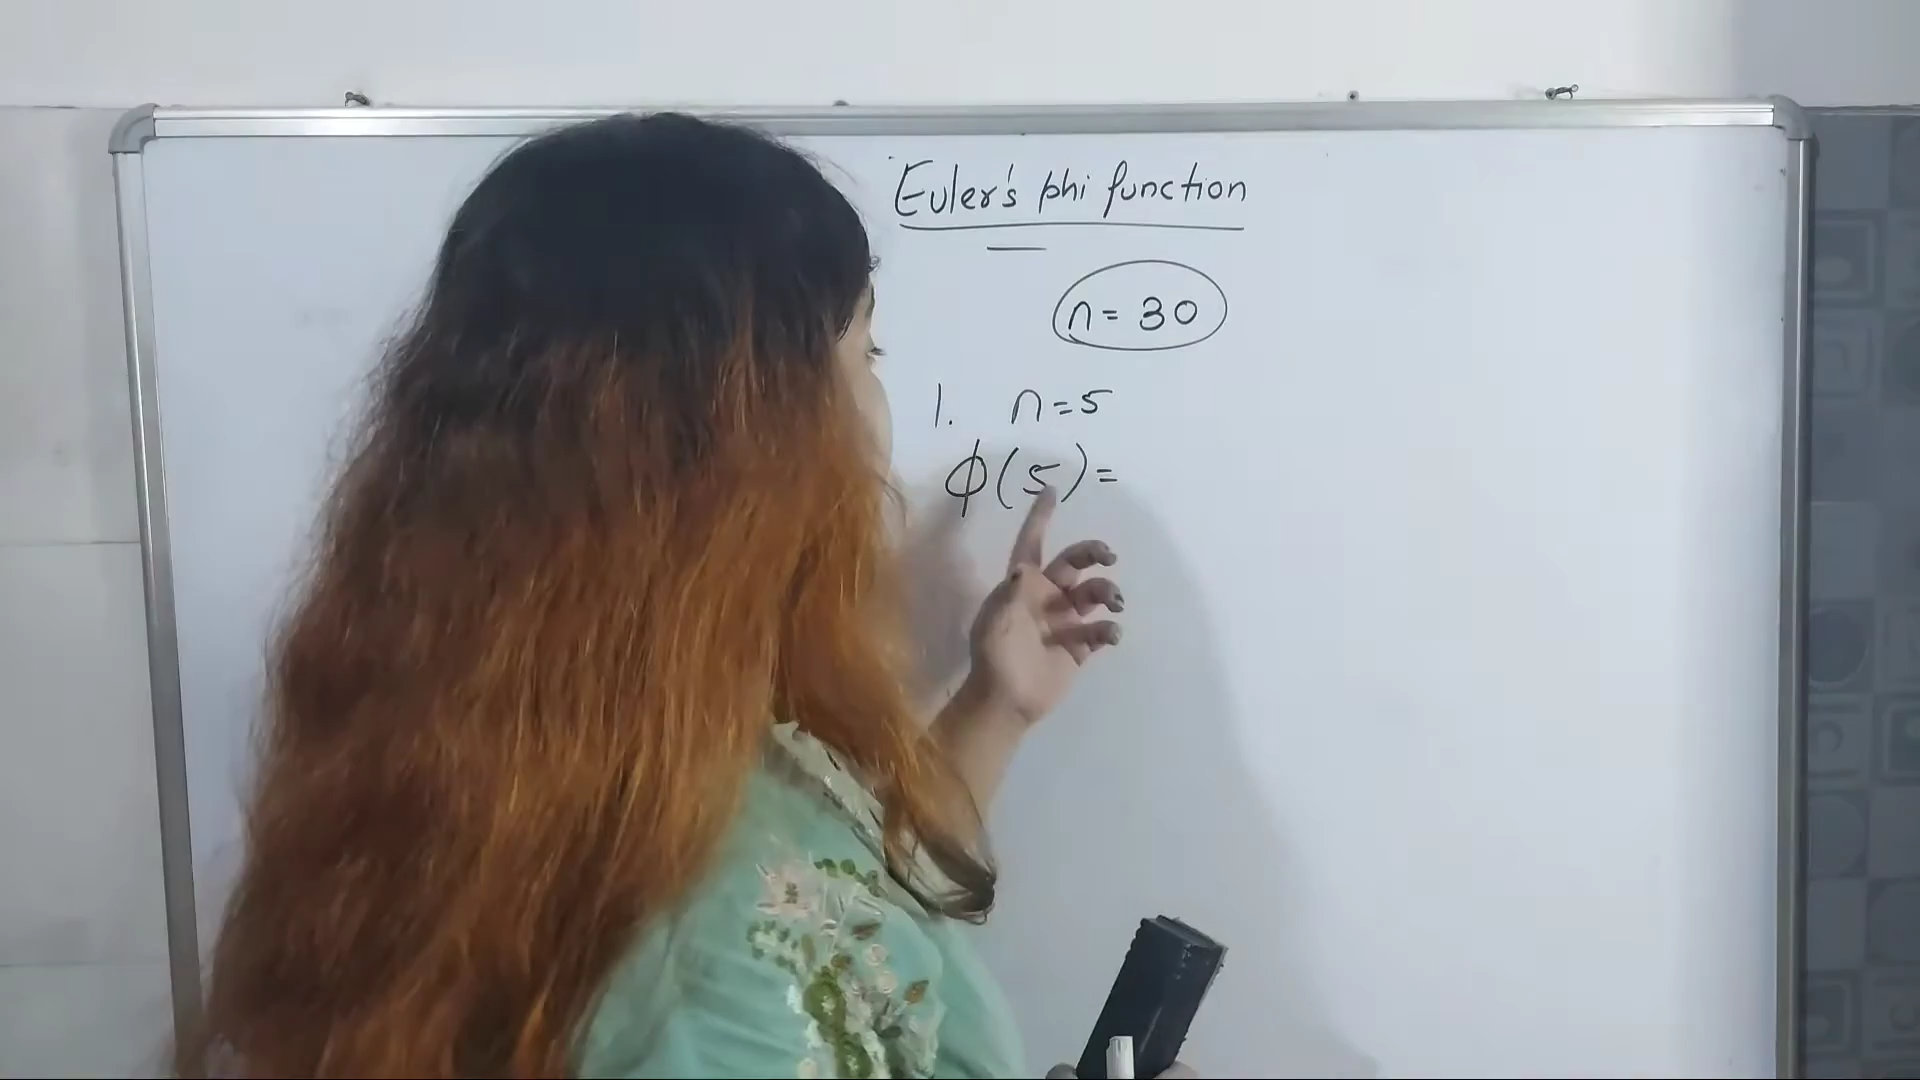 Euler's phi function
n = 30
1. n = 5
ϕ(5) =